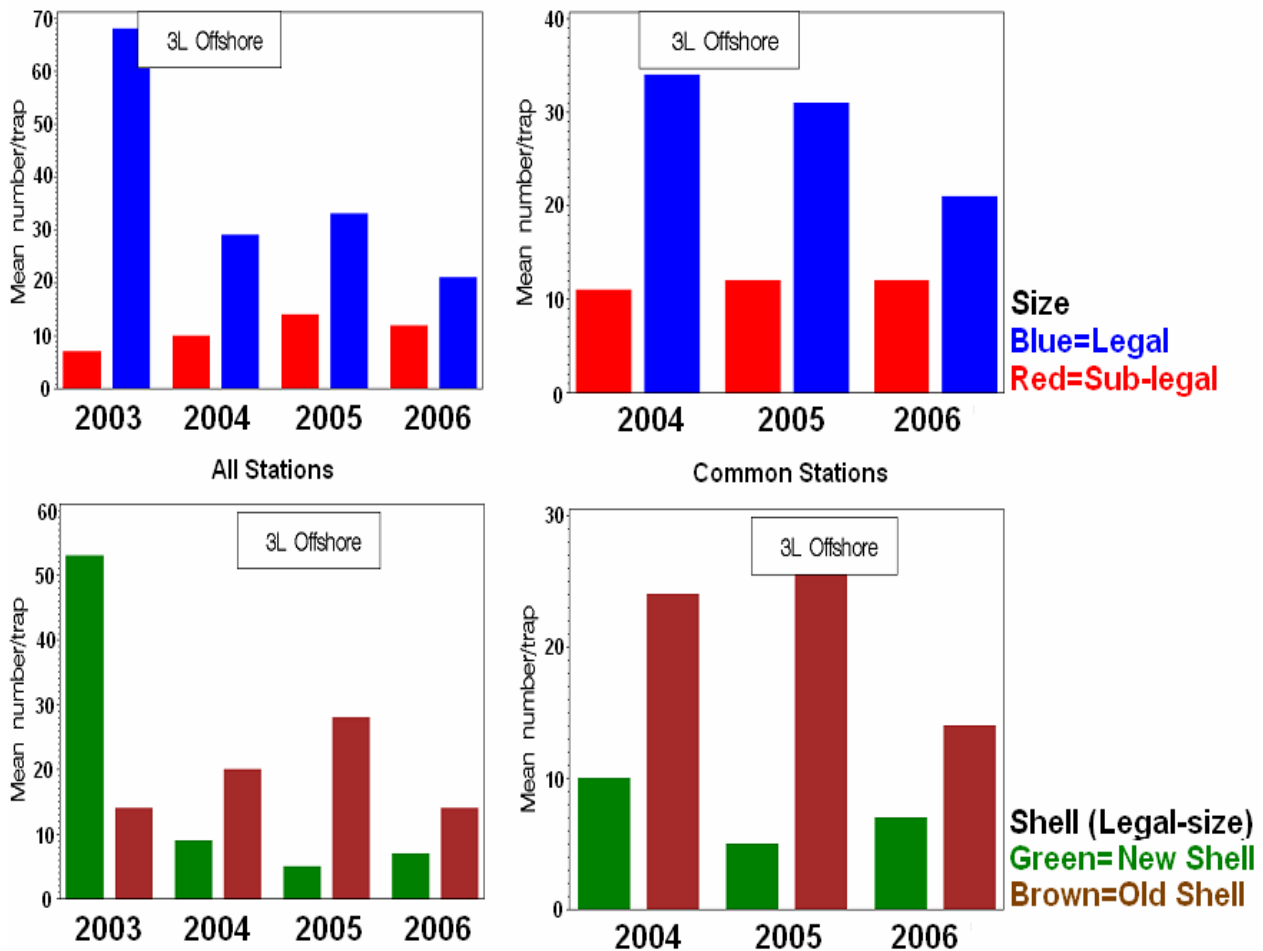 3L Offshore
Mean number/trap
70
60
50
40
30
20
10
0
2003 2004 2005 2006
All Stations
3L Offshore
Mean number/trap
40
30
20
10
0
2004 2005 2006
Common Stations
Size
Blue=Legal
Red=Sub-legal
3L Offshore
Mean number/trap
60
50
40
30
20
10
0
2003 2004 2005 2006
3L Offshore
Mean number/trap
30
20
10
0
2004 2005 2006
Shell (Legal-size)
Green=New Shell
Brown=Old Shell